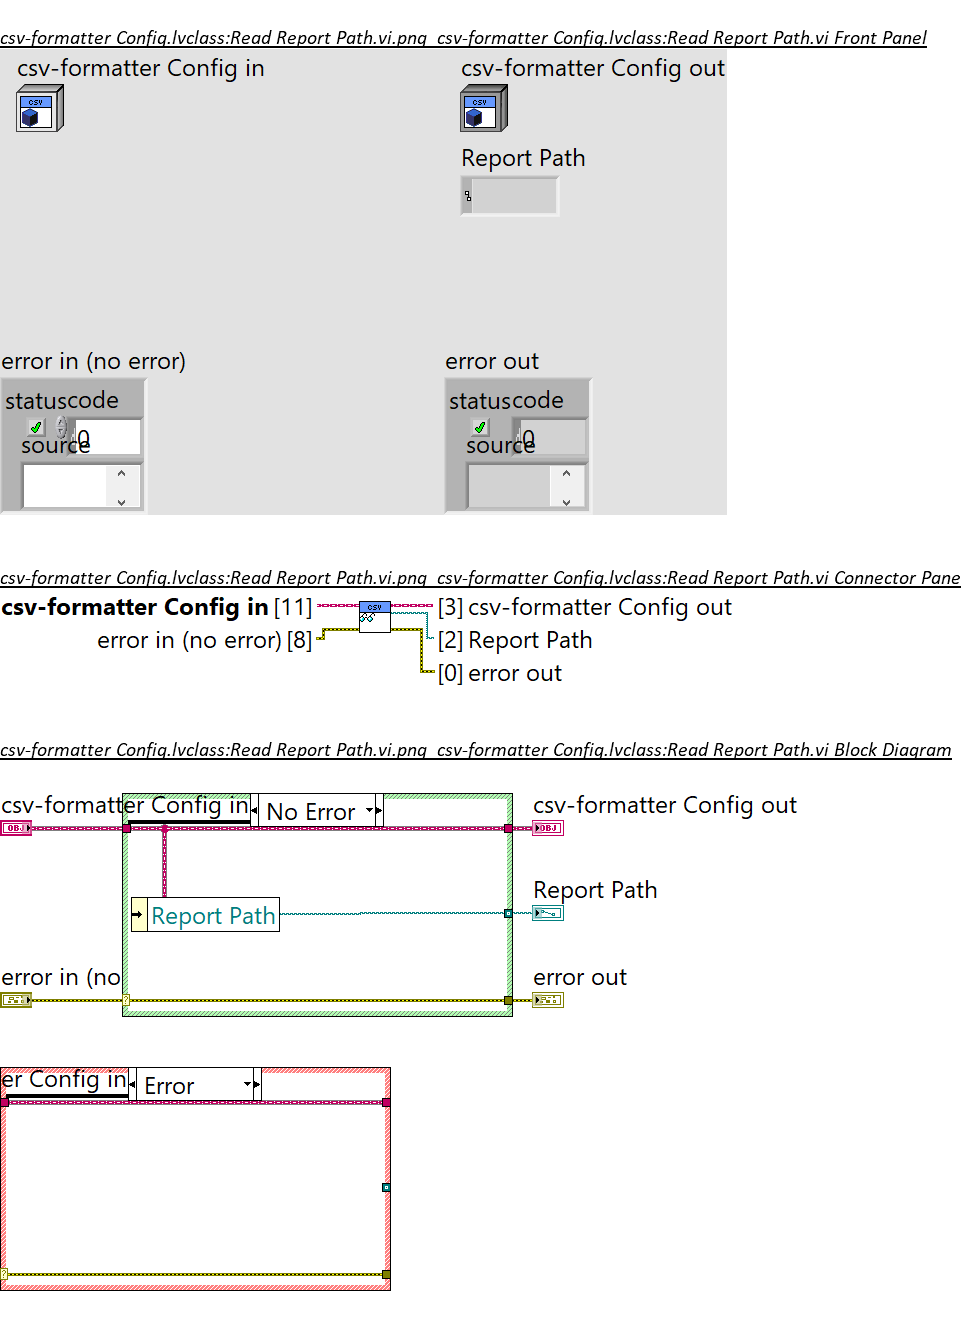 csv-formatter Config.lvclass:Read Report Path.vi.png csv-formatter Config.lvclass:Read Report Path.vi Front Panel
csv-formatter Config in
csv-formatter Config out
CSV
CSV
Report Path
error in (no error)
error out
status code
status code
0
0
source
source
csv-formatter Config.lvclass:Read Report Path.vi.png csv-formatter Config.lvclass:Read Report Path.vi Connector Pane
csv-formatter Config in [11]
CSV
[3] csv-formatter Config out
error in (no error) [8]
[2] Report Path
[0] error out
csv-formatter Config.lvclass:Read Report Path.vi.png csv-formatter Config.lvclass:Read Report Path.vi Block Diagram
csv-formatter Config in
No Error
csv-formatter Config out
OBJ
OBJ
Report Path
Report Path
error in (no
error out
?
er Config in
Error
?